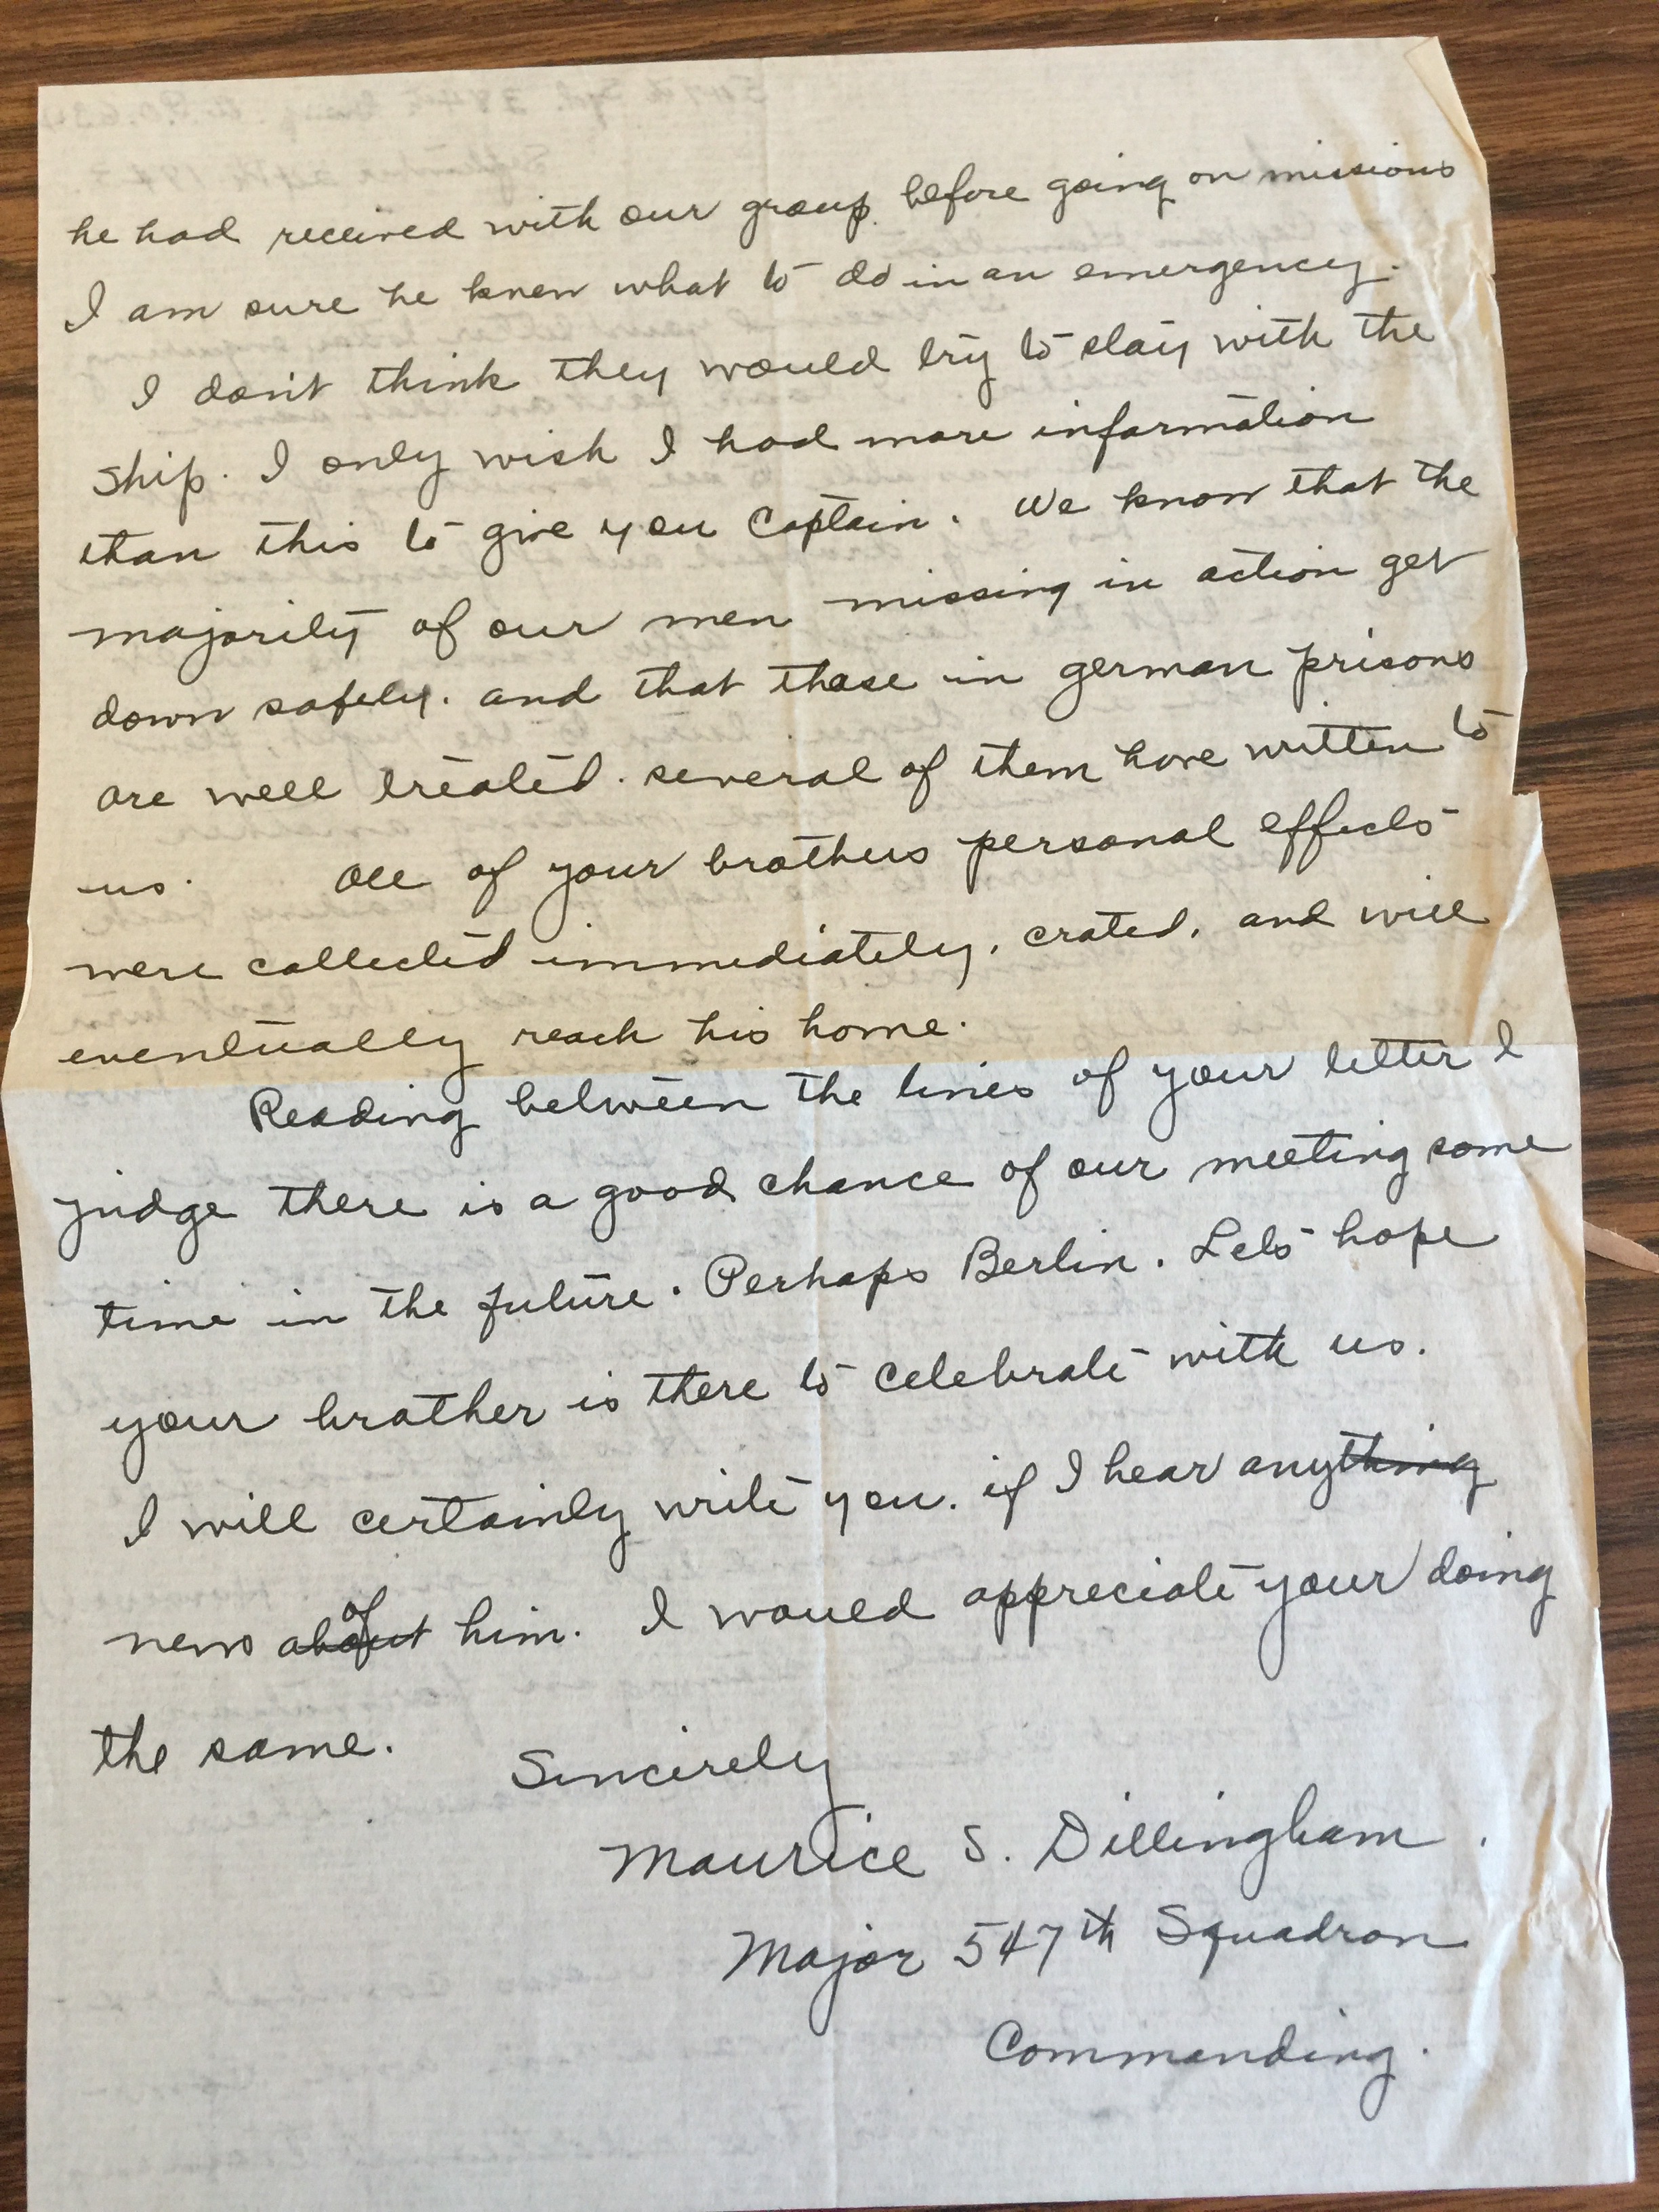 he had received with our group. before going on missions
I am sure he knew what to do in an emergency.
I don't think they would try to stay with the
ship. I only wish I had more information
than this to give you Captain. We know that the
majority of our men missing in action get
down safely. and that those in german prisons
are well treated. several of them have written to
us. All of your brothers personal effects
were collected immediately, crated, and will
eventually reach his home.
Reading between the lines of your letter I
judge there is a good chance of our meeting some
time in the future. Perhaps Berlin. Lets hope
your brother is there to celebrate with us.
I will certainly write you. if I hear anything
of
news about him. I would appreciate your doing
the same.
Sincerely
Maurice S. Dillingham.
Major 547th Squadron
Commanding.